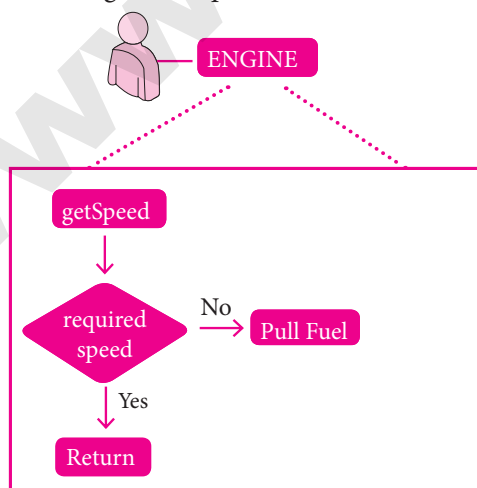 ENGINE
getSpeed
required
speed
No
Pull Fuel
Yes
Return